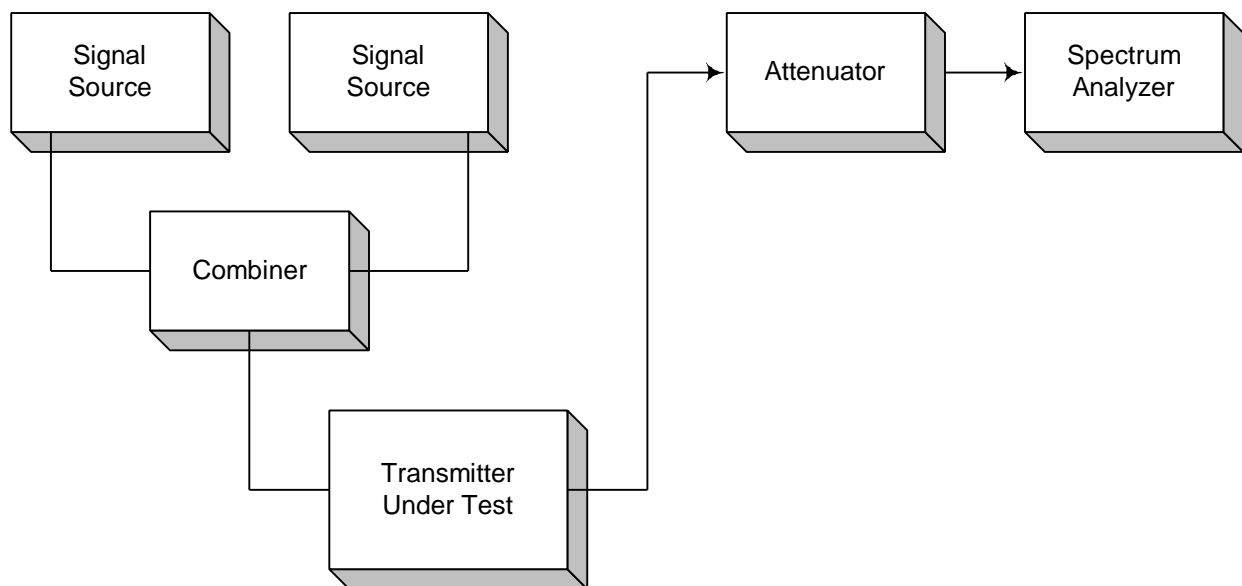 Signal
Source
Signal
Source
Attenuator
Spectrum
Analyzer
Combiner
Transmitter
Under Test